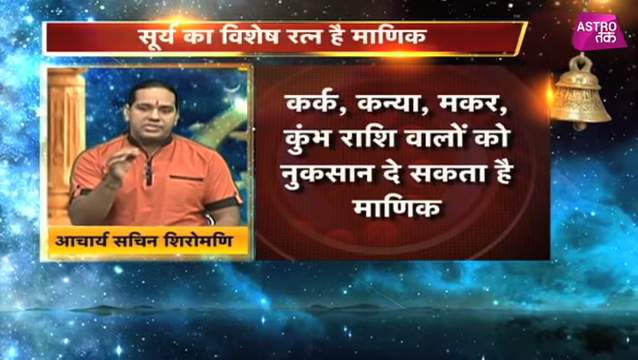 सूर्य का विशेष रत्न है माणिक
ASTRO
तक
कर्क, कन्या, मकर,
कुंभ राशि वालों को
नुकसान दे सकता है
माणिक
आचार्य सचिन शिरोमणि